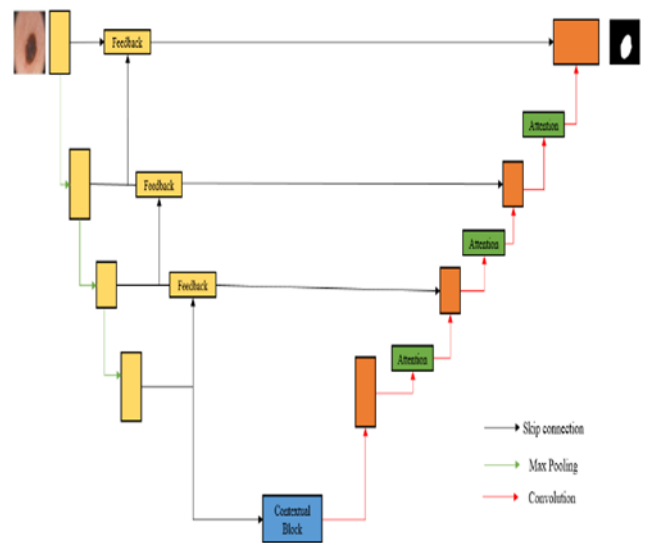 Feedback
Attention
Feedback
Attention
Feedback
Attention
Skip connection
Max Pooling
Convolution
Contextual
Block